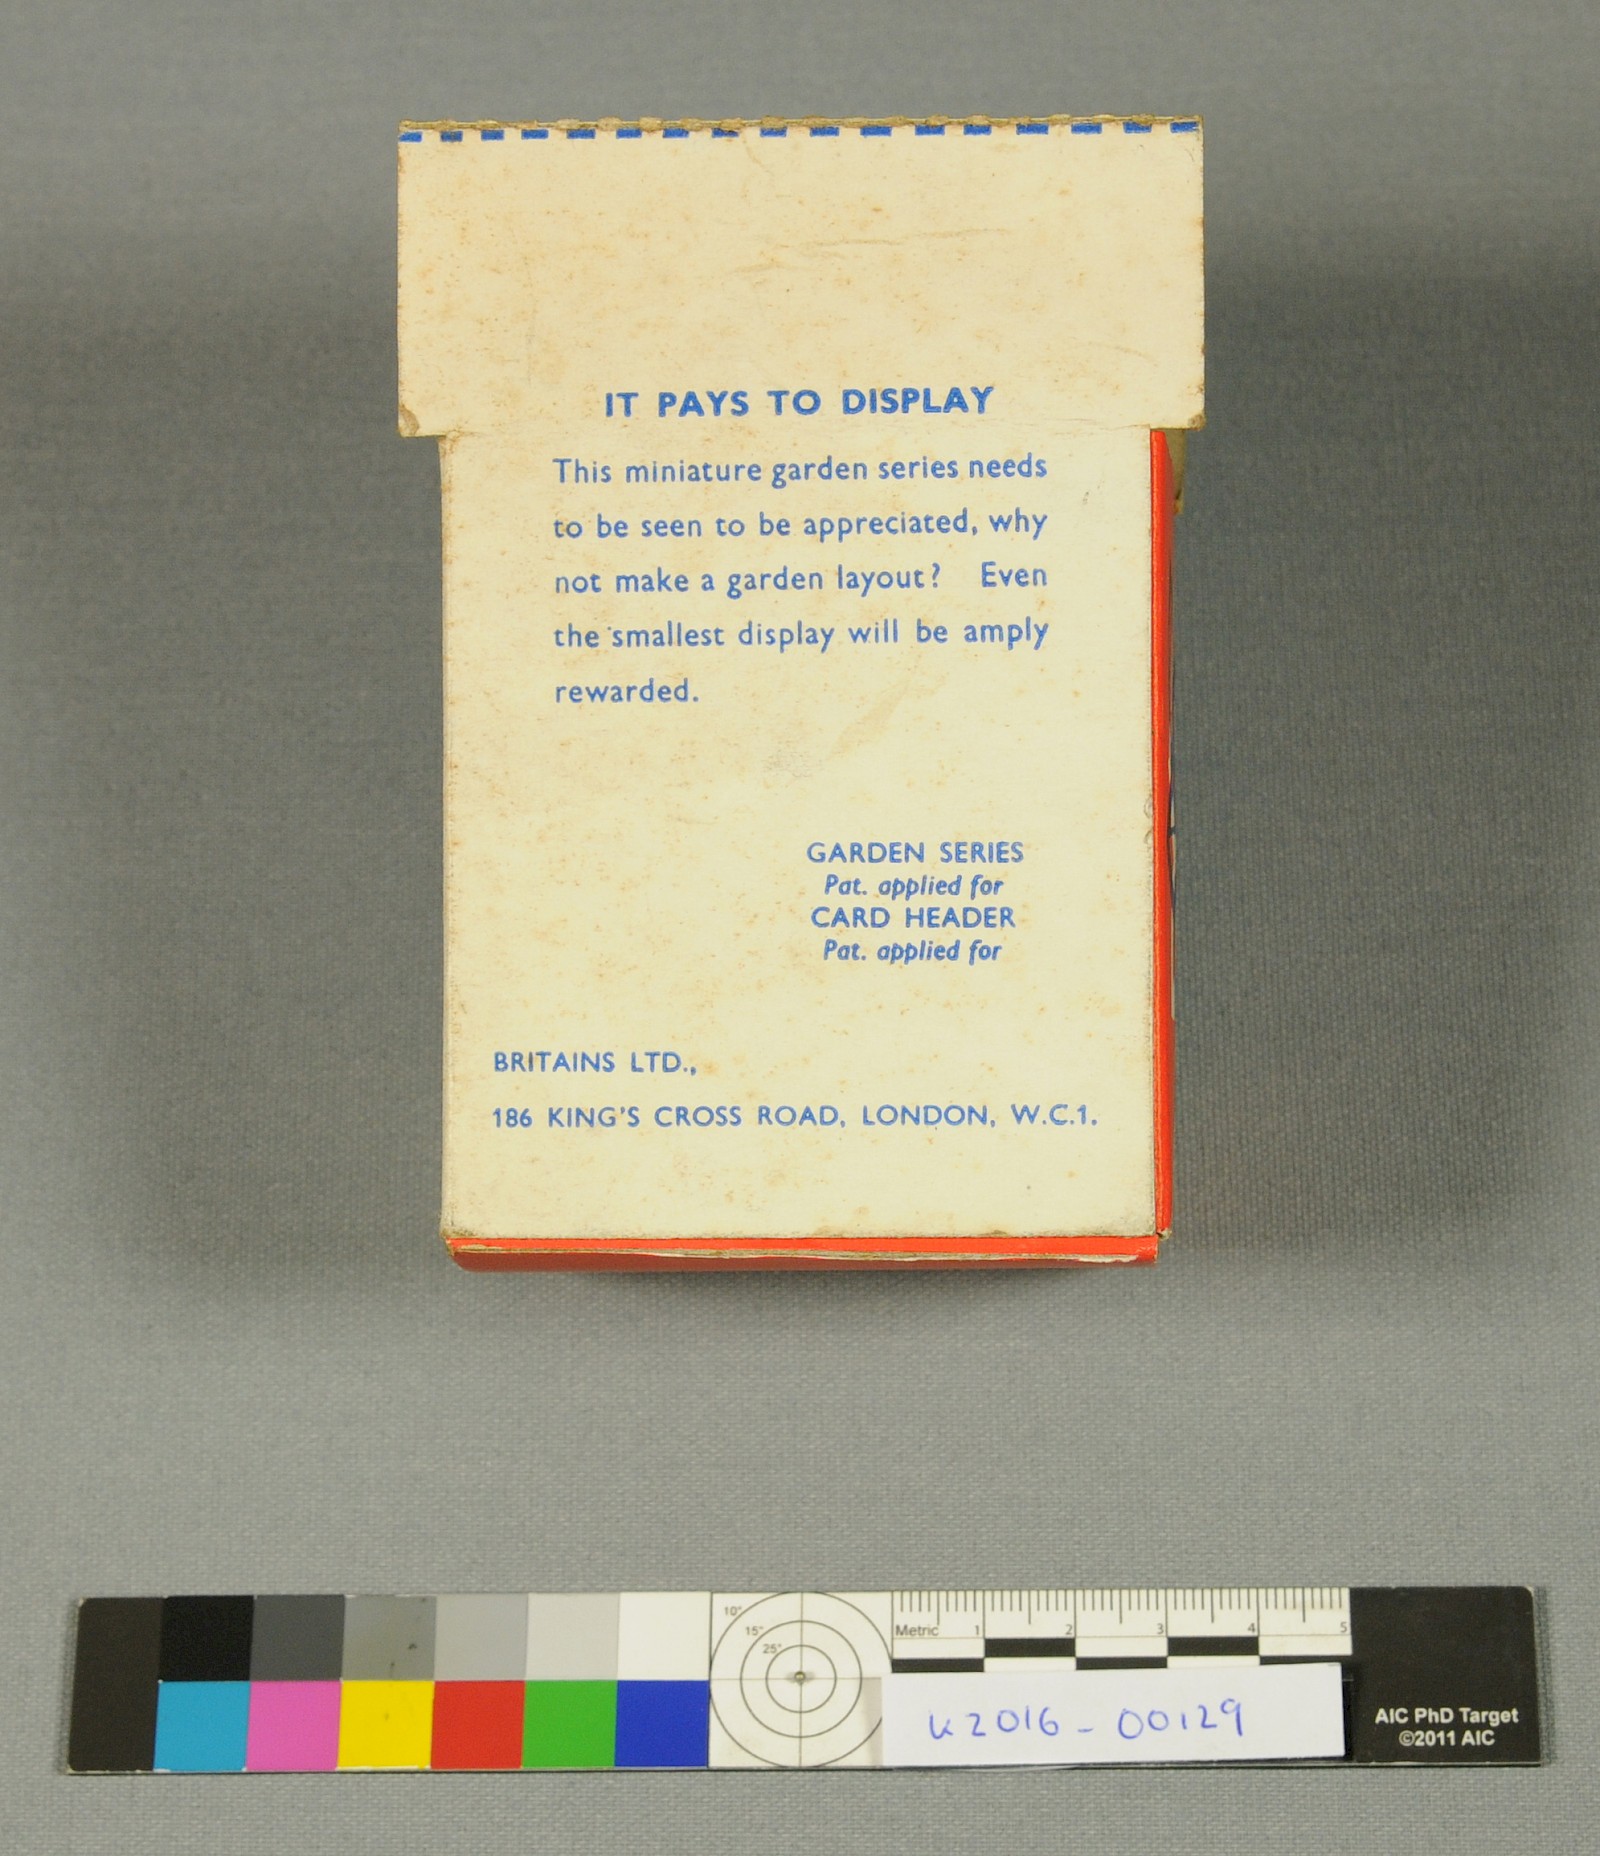 IT PAYS TO DISPLAY
This miniature garden series needs
to be seen to be appreciated, why
not make a garden layout? Even
the smallest display will be amply
rewarded.
GARDEN SERIES
Pat. applied for
CARD HEADER
Pat. applied for
BRITAINS LTD.,
186 KING'S CROSS ROAD, LONDON, W.C.1.
10°
15°
25°
Metric 1 2 3 4 5
K2016-00129
AIC PhD Target
©2011 AIC